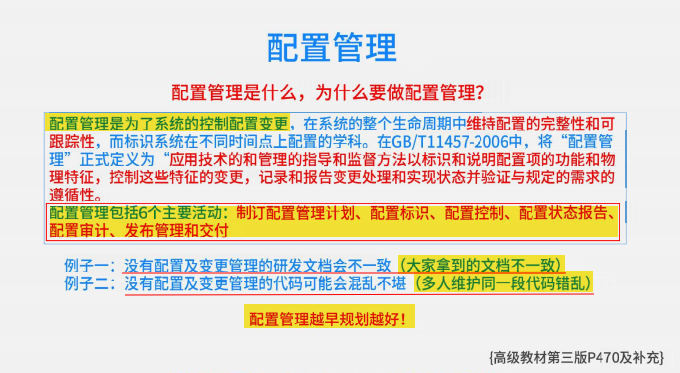 配置管理
配置管理是什么，为什么要做配置管理？
配置管理是为了系统的控制配置变更，在系统的整个生命周期中维持配置的完整性和可
跟踪性，而标识系统在不同时间点上配置的学科。在GB/T11457-2006中，将“配置管
理”正式定义为“应用技术的和管理的指导和监督方法以标识和说明配置项的功能和物
理特征，控制这些特征的变更，记录和报告变更处理和实现状态并验证与规定的需求的
遵循性。
配置管理包括6个主要活动：制订配置管理计划、配置标识、配置控制、配置状态报告、
配置审计、发布管理和交付
例子一：没有配置及变更管理的研发文档会不一致（大家拿到的文档不一致）
例子二：没有配置及变更管理的代码可能会混乱不堪（多人维护同一段代码错乱）
配置管理越早规划越好！
{高级教材第三版P470及补充}